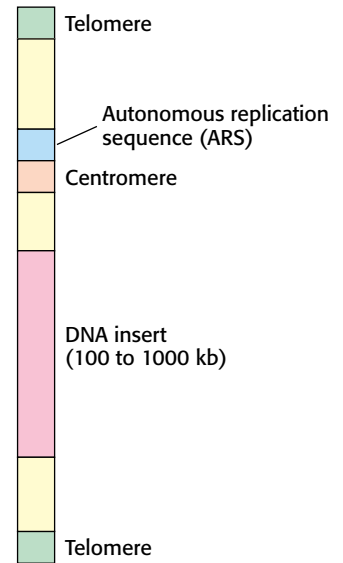 Telomere
Autonomous replication
sequence (ARS)
Centromere
DNA insert
(100 to 1000 kb)
Telomere